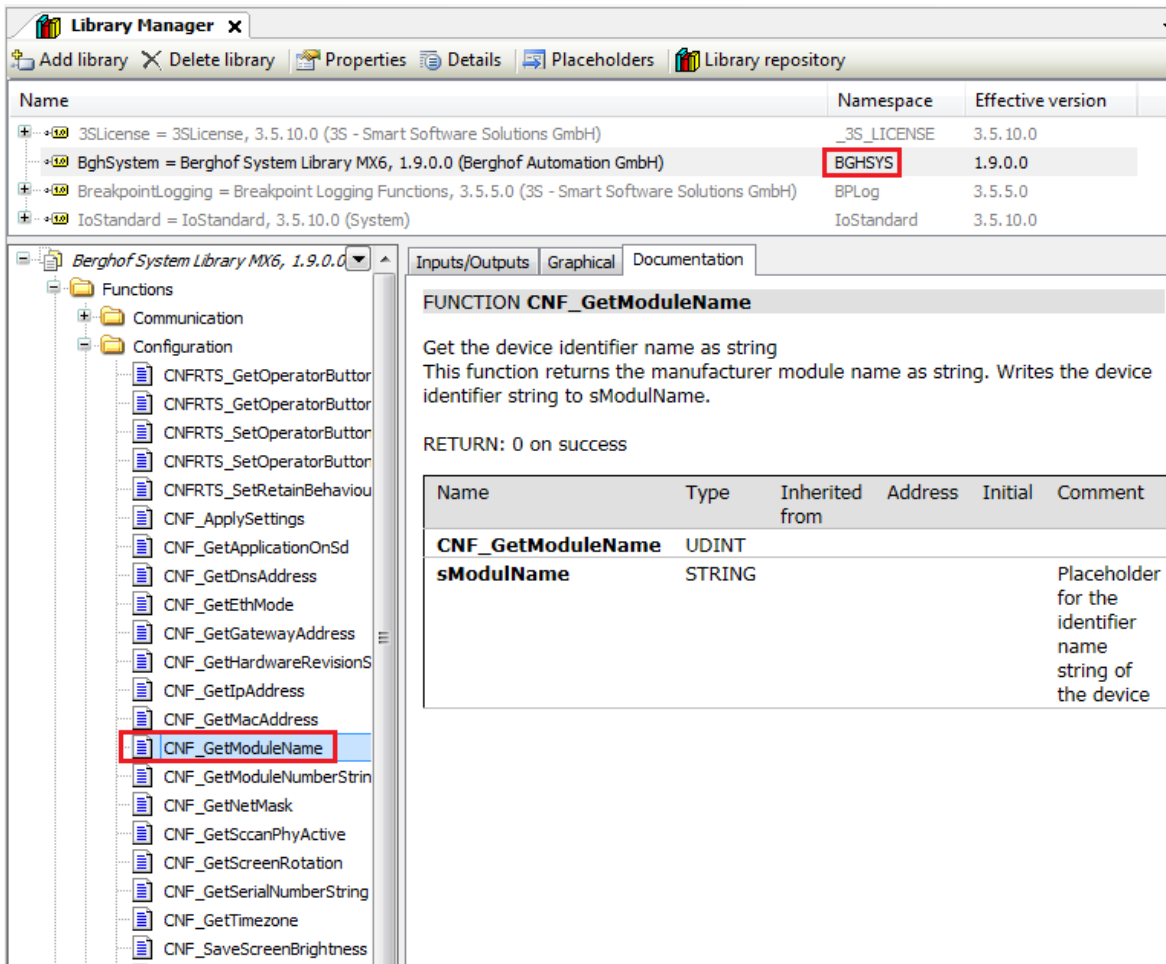 Library Manager X
Add library Delete library Properties Details Placeholders Library repository
Name Namespace Effective version
3SLicense = 3SLicense, 3.5.10.0 (3S - Smart Software Solutions GmbH) _3S_LICENSE 3.5.10.0
BghSystem = Berghof System Library MX6, 1.9.0.0 (Berghof Automation GmbH) BGHSYS 1.9.0.0
BreakpointLogging = Breakpoint Logging Functions, 3.5.5.0 (3S - Smart Software Solutions GmbH) BPLog 3.5.5.0
IoStandard = IoStandard, 3.5.10.0 (System) IoStandard 3.5.10.0
Berghof System Library MX6, 1.9.0.0
Functions
Communication
Configuration
CNFRTS_GetOperatorButtor
CNFRTS_GetOperatorButtor
CNFRTS_SetOperatorButton
CNFRTS_SetOperatorButton
CNFRTS_SetRetainBehaviou
CNF_ApplySettings
CNF_GetApplicationOnSd
CNF_GetDnsAddress
CNF_GetEthMode
CNF_GetGatewayAddress
CNF_GetHardwareRevisionS
CNF_GetIpAddress
CNF_GetMacAddress
CNF_GetModuleName
CNF_GetModuleNumberStrin
CNF_GetNetMask
CNF_GetSccanPhyActive
CNF_GetScreenRotation
CNF_GetSerialNumberString
CNF_GetTimezone
CNF_SaveScreenBrightness
Inputs/Outputs Graphical Documentation
FUNCTION CNF_GetModuleName
Get the device identifier name as string
This function returns the manufacturer module name as string. Writes the device
identifier string to sModulName.
RETURN: 0 on success
Name Type Inherited Address Initial Comment
from
CNF_GetModuleName UDINT
sModulName STRING Placeholder
for the
identifier
name
string of
the device